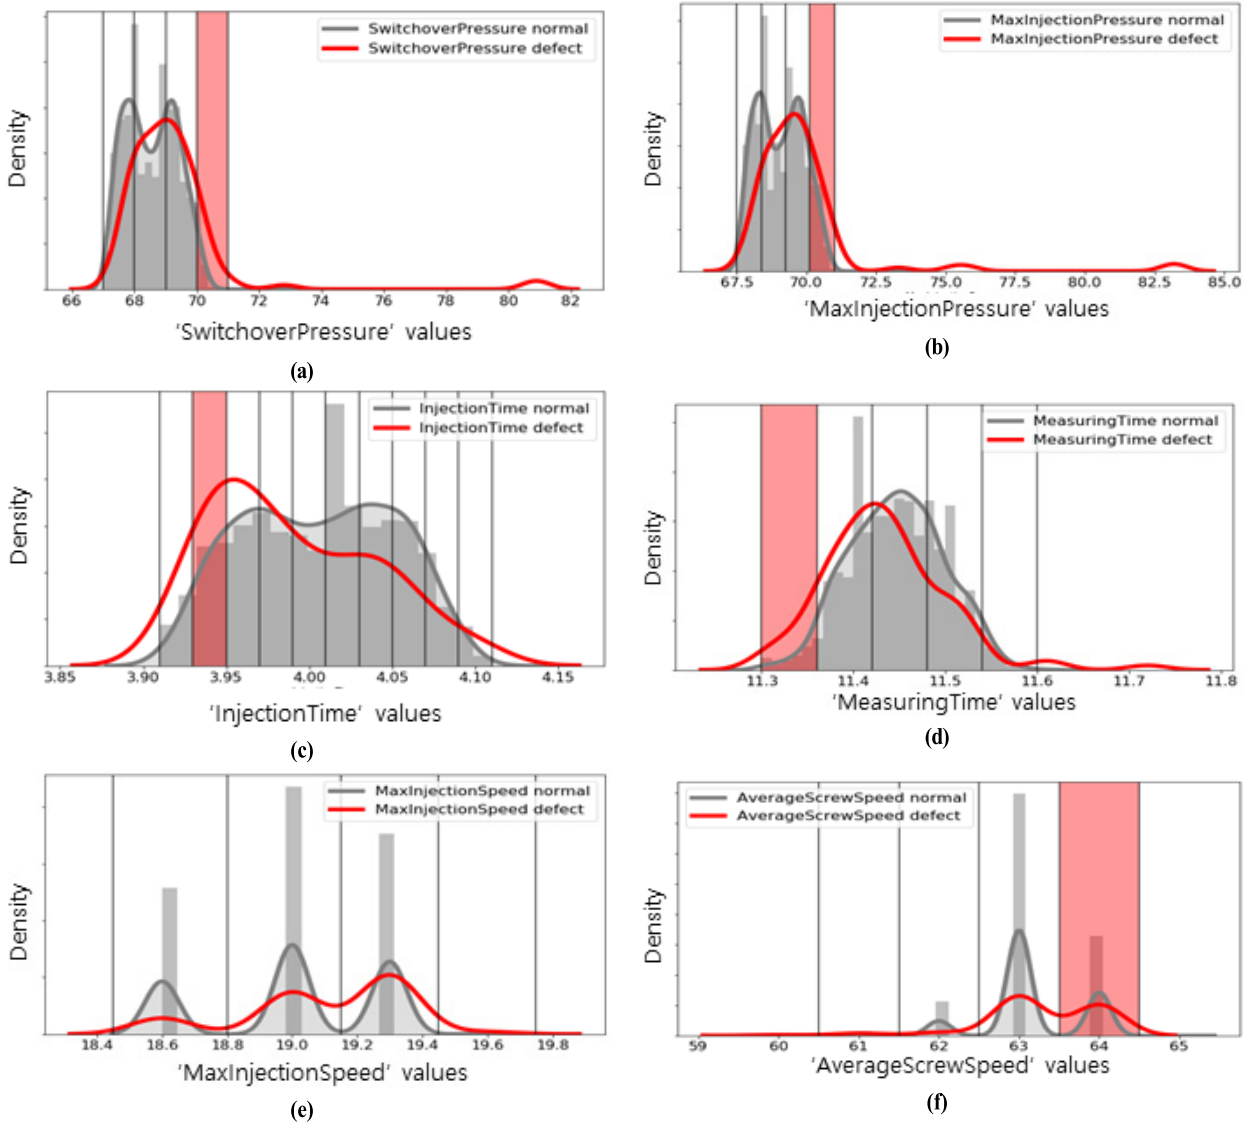 SwitchoverPressure normal
SwitchoverPressure defect
Density
66 68 70 72 74 76 78 80 82
'SwitchoverPressure' values
(a)
MaxInjectionPressure normal
MaxInjectionPressure defect
Density
67.5 70.0 72.5 75.0 77.5 80.0 82.5 85.0
'MaxInjectionPressure' values
(b)
InjectionTime normal
InjectionTime defect
Density
3.85 3.90 3.95 4.00 4.05 4.10 4.15
'InjectionTime' values
(c)
MeasuringTime normal
MeasuringTime defect
Density
11.3 11.4 11.5 11.6 11.7 11.8
'MeasuringTime' values
(d)
MaxInjectionSpeed normal
MaxInjectionSpeed defect
Density
18.4 18.6 18.8 19.0 19.2 19.4 19.6 19.8
'MaxInjectionSpeed' values
(e)
AverageScrewSpeed normal
AverageScrewSpeed defect
Density
59 60 61 62 63 64 65
'AverageScrewSpeed' values
(f)